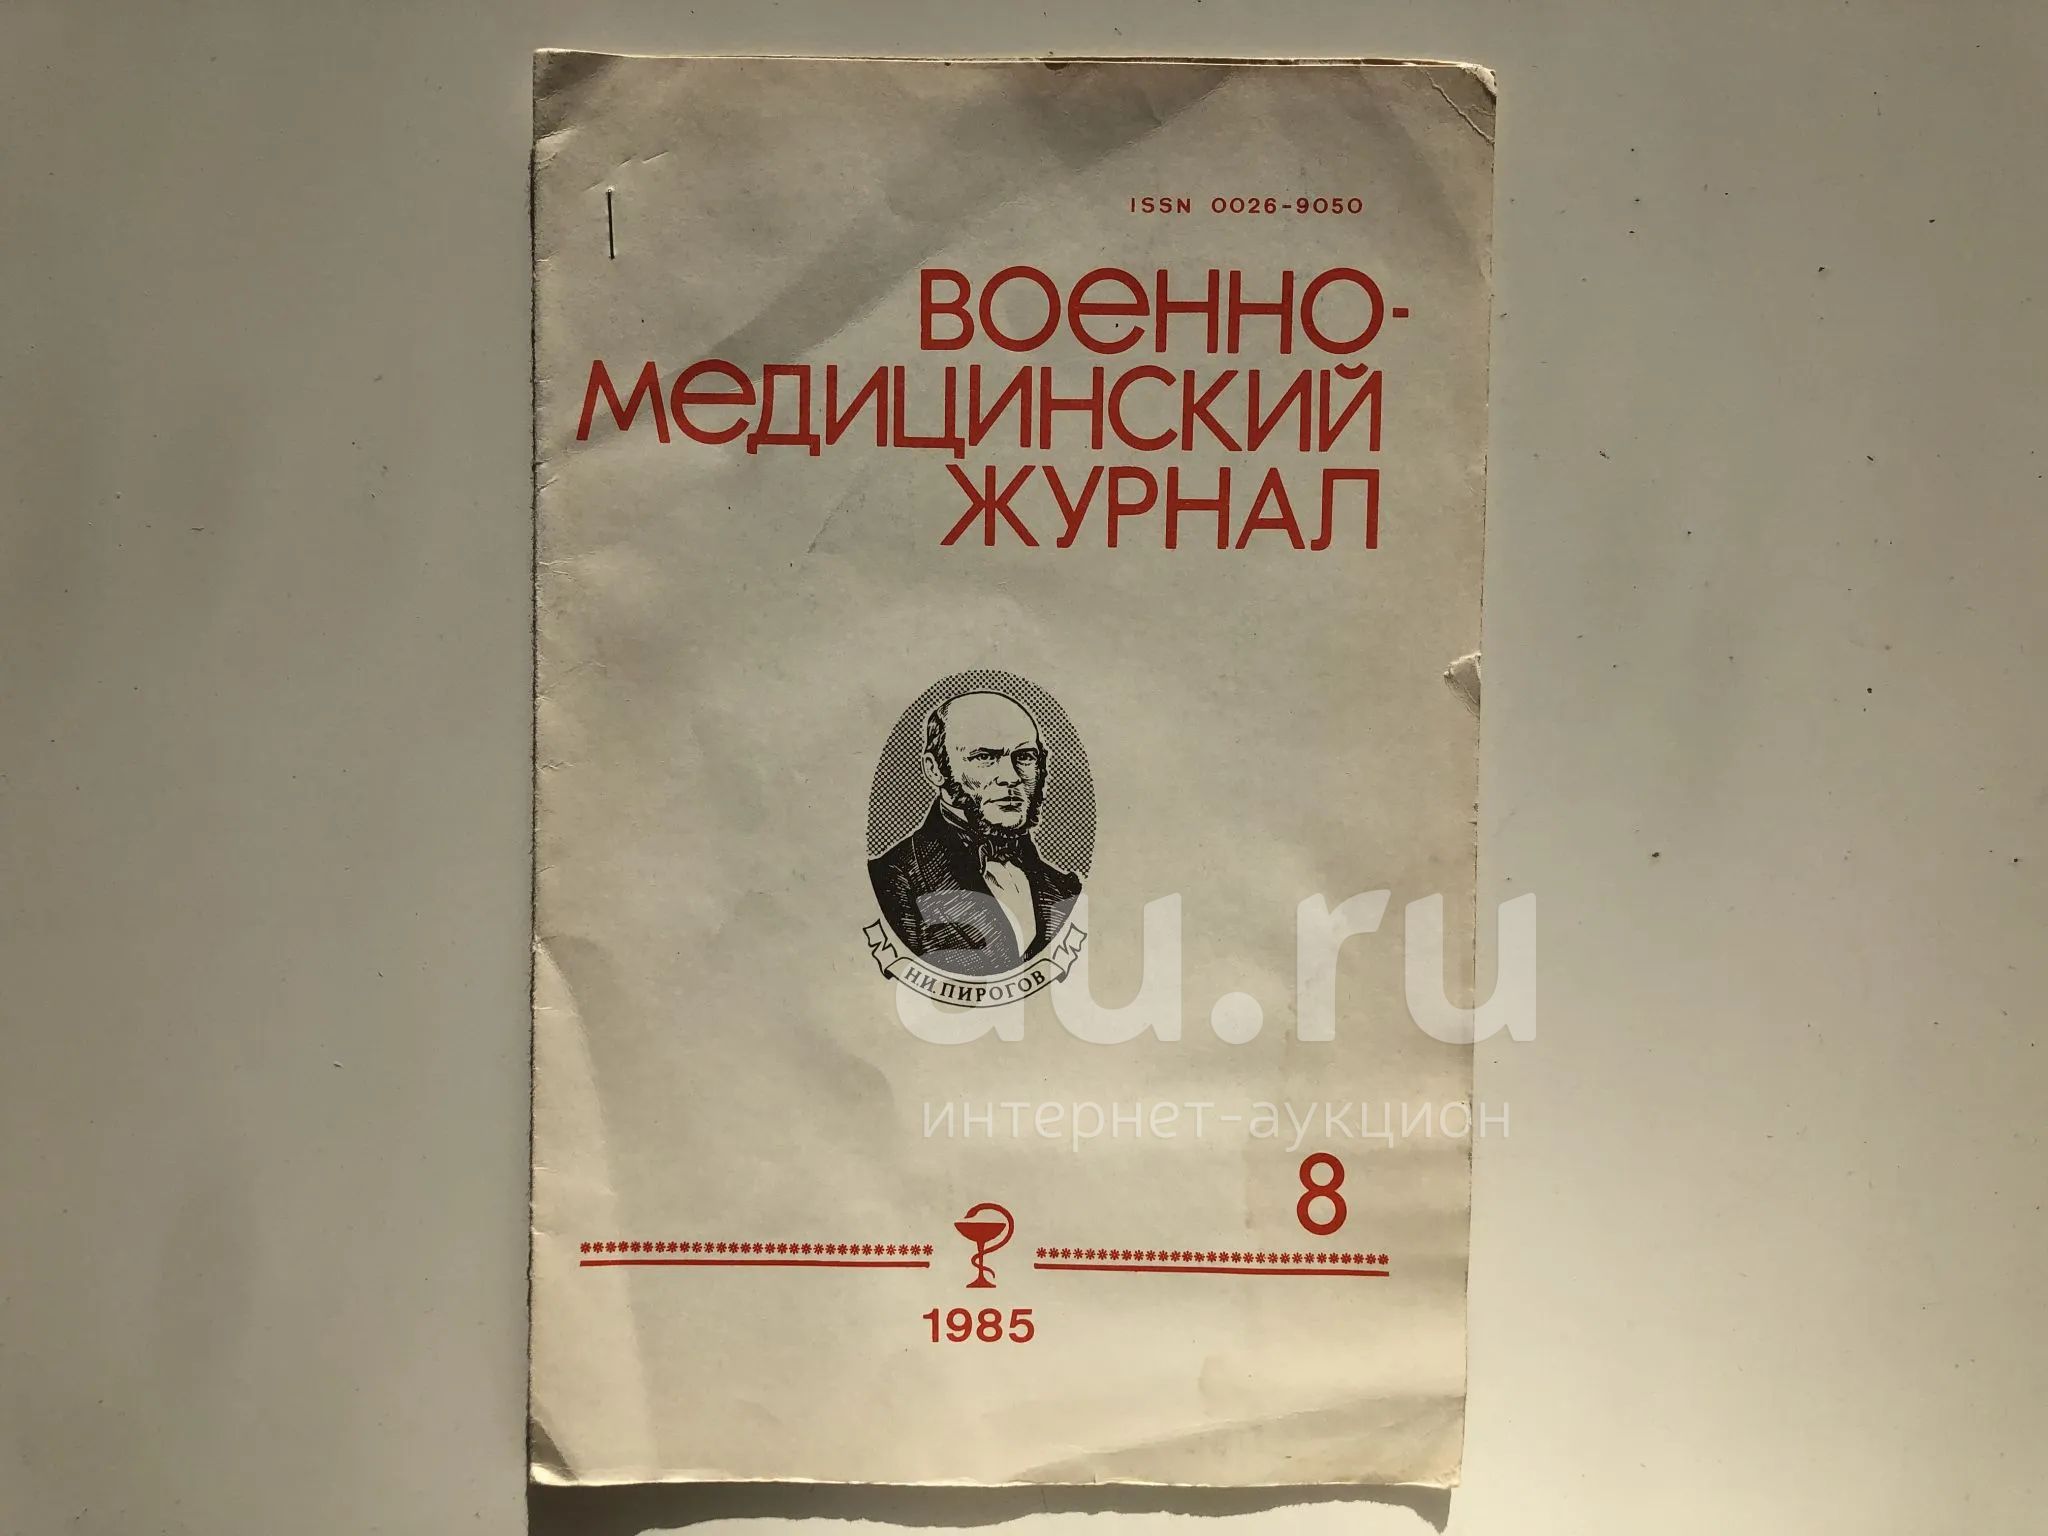 ISSN 0026-9050
ВОЕННО-
МЕДИЦИНСКИЙ
ЖУРНАЛ
Н.И.ПИРОГОВ
au.ru
интернет-аукцион
8
1985